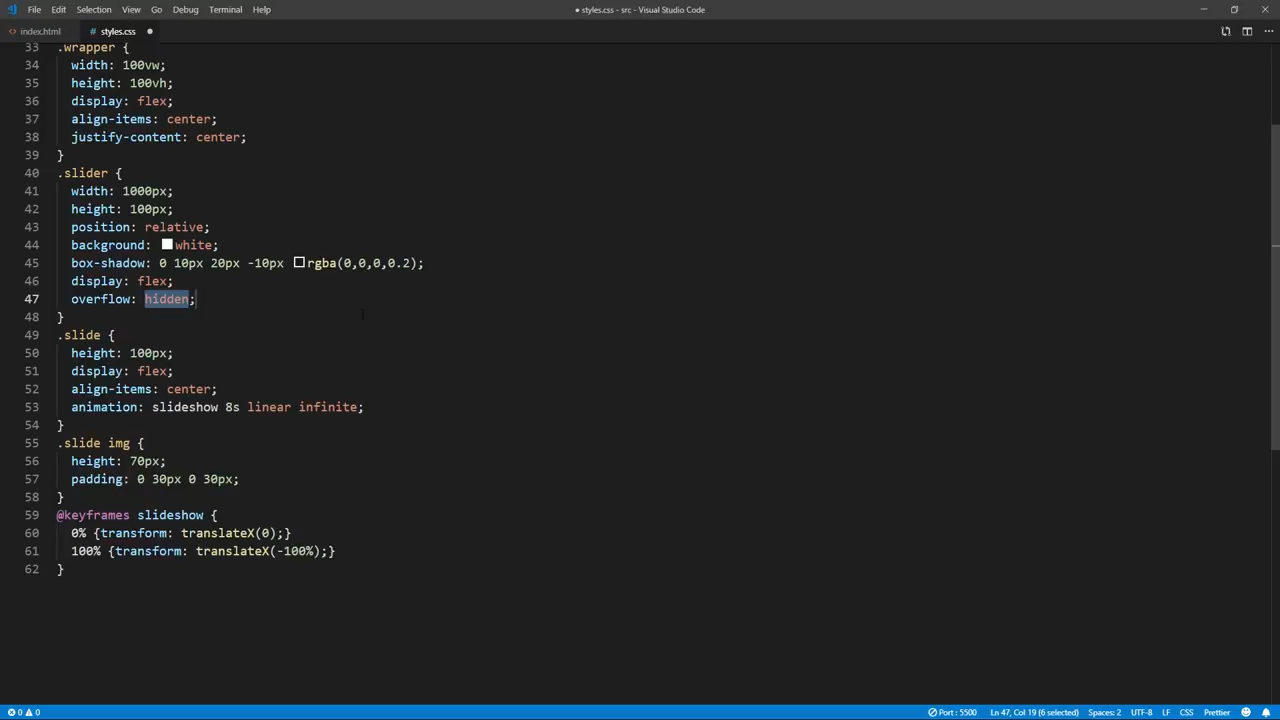 File Edit Selection View Go Debug Terminal Help
● styles.css - src - Visual Studio Code
<> index.html
# styles.css ●
33 .wrapper {
34 width: 100vw;
35 height: 100vh;
36 display: flex;
37 align-items: center;
38 justify-content: center;
39 }
40 .slider {
41 width: 1000px;
42 height: 100px;
43 position: relative;
44 background: white;
45 box-shadow: 0 10px 20px -10px rgba(0,0,0,0.2);
46 display: flex;
47 overflow: hidden;
48 }
49 .slide {
50 height: 100px;
51 display: flex;
52 align-items: center;
53 animation: slideshow 8s linear infinite;
54 }
55 .slide img {
56 height: 70px;
57 padding: 0 30px 0 30px;
58 }
59 @keyframes slideshow {
60 0% {transform: translateX(0);}
61 100% {transform: translateX(-100%);}
62 }
0 0 Port : 5500 Ln 47, Col 19 (6 selected) Spaces: 2 UTF-8 LF CSS Prettier